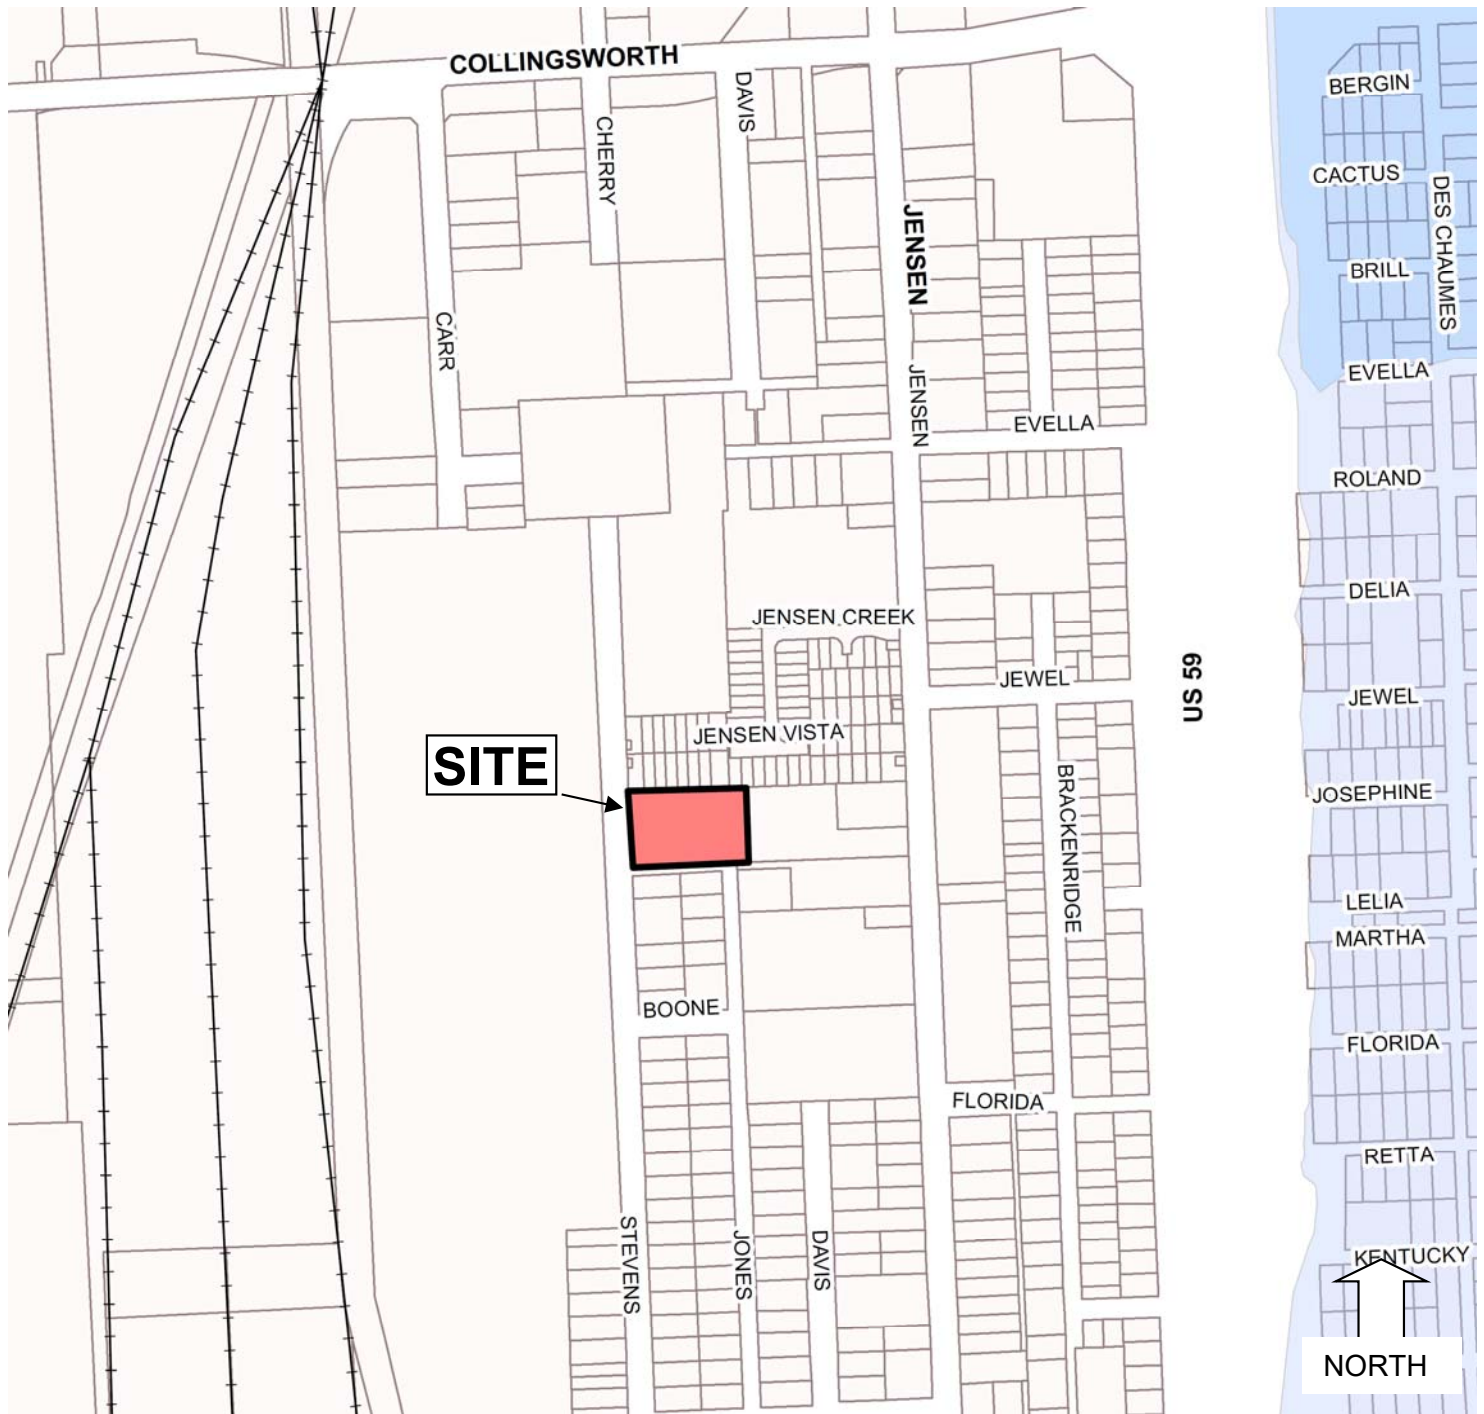 COLLINGSWORTH
DAVIS
CHERRY
BERGIN
CACTUS
DES CHAUMES
JENSEN
BRILL
CARR
JENSEN
EVELLA
EVELLA
ROLAND
DELIA
JENSEN CREEK
JEWEL
US 59
JEWEL
JENSEN VISTA
SITE
BRACKENRIDGE
JOSEPHINE
LELIA
MARTHA
BOONE
FLORIDA
FLORIDA
RETTA
STEVENS
JONES
DAVIS
KENTUCKY
NORTH